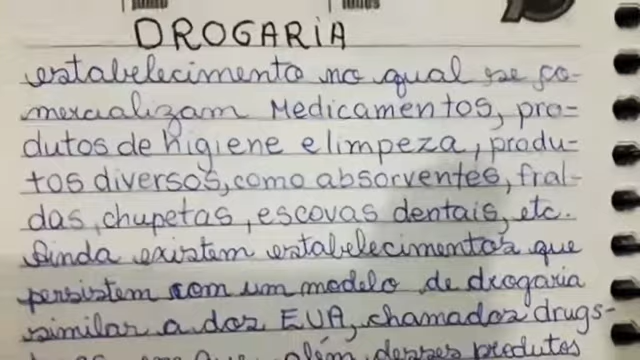 DROGARIA
estabelecimento no qual se co-
mercializam Medicamentos, pro-
dutos de higiene e limpeza, produ-
tos diversos, como absorventes, fral-
das, chupetas, escovas dentais, etc.
Ainda existem estabelecimentos que
persistem com um modelo de drogaria
similar a dos EUA, chamados drugs-
além desses produtos